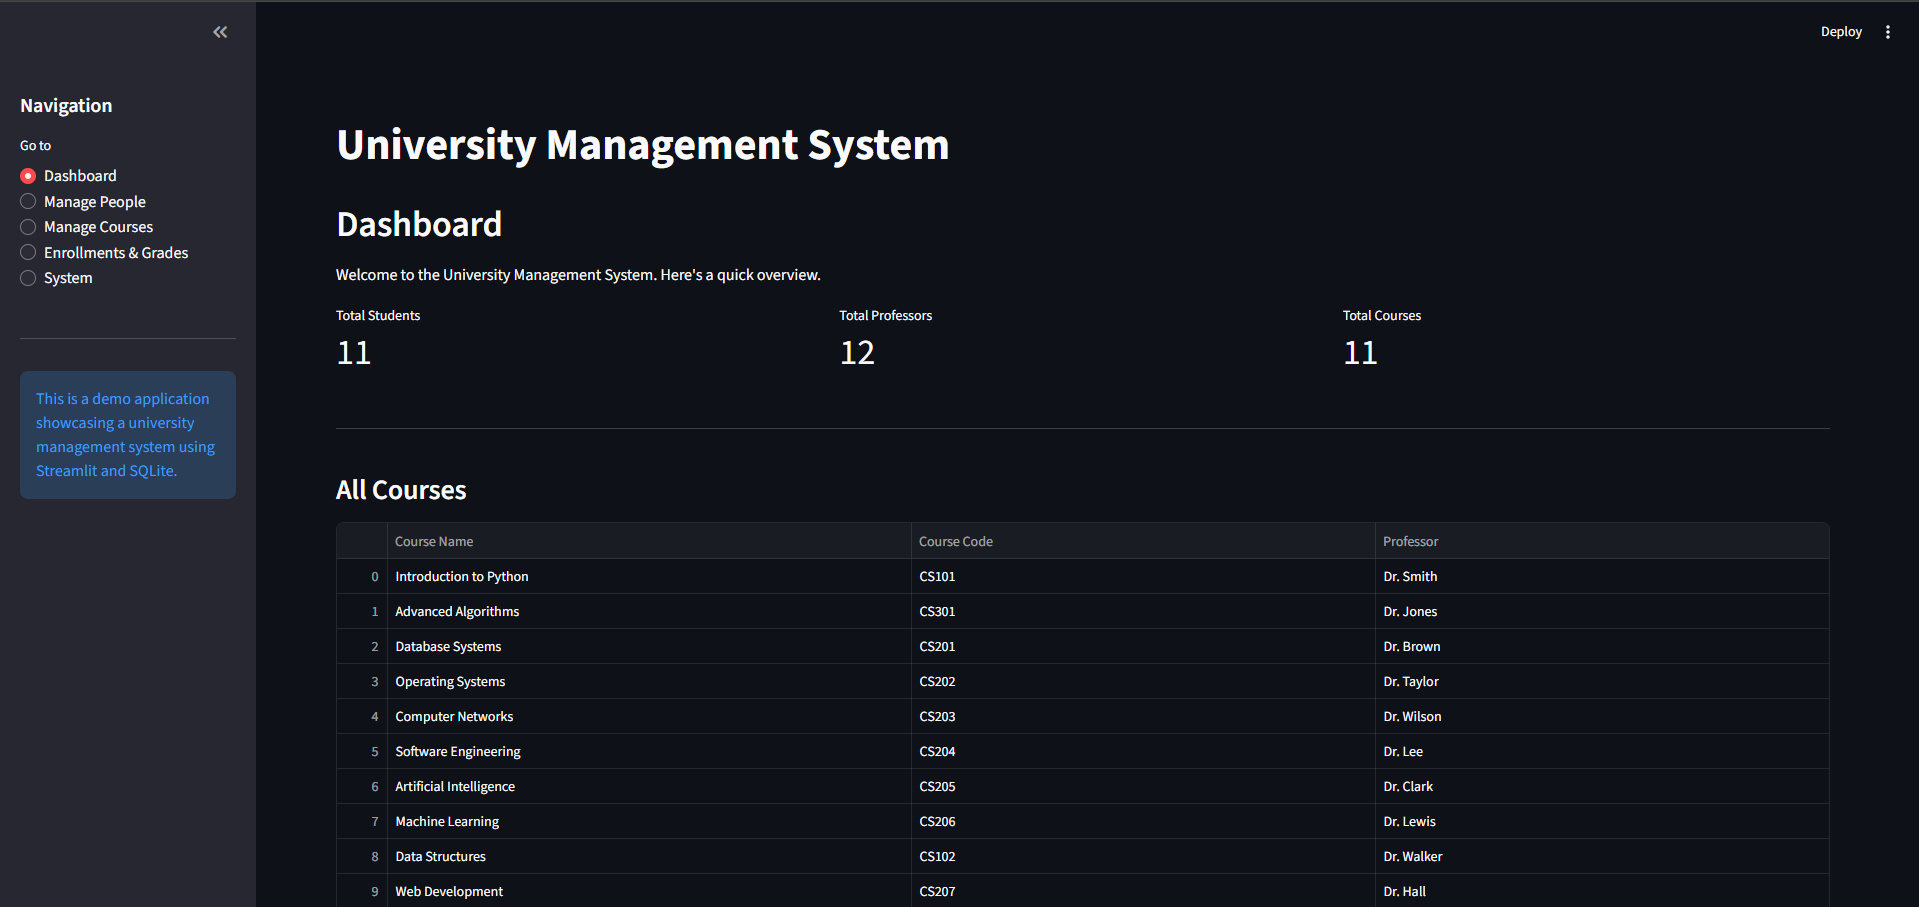 Deploy
Navigation
Go to
Dashboard
Manage People
Manage Courses
Enrollments & Grades
System
This is a demo application
showcasing a university
management system using
Streamlit and SQLite.
University Management System
Dashboard
Welcome to the University Management System. Here's a quick overview.
Total Students Total Professors Total Courses
11 12 11
All Courses
Course Name Course Code Professor
0 Introduction to Python CS101 Dr. Smith
1 Advanced Algorithms CS301 Dr. Jones
2 Database Systems CS201 Dr. Brown
3 Operating Systems CS202 Dr. Taylor
4 Computer Networks CS203 Dr. Wilson
5 Software Engineering CS204 Dr. Lee
6 Artificial Intelligence CS205 Dr. Clark
7 Machine Learning CS206 Dr. Lewis
8 Data Structures CS102 Dr. Walker
9 Web Development CS207 Dr. Hall